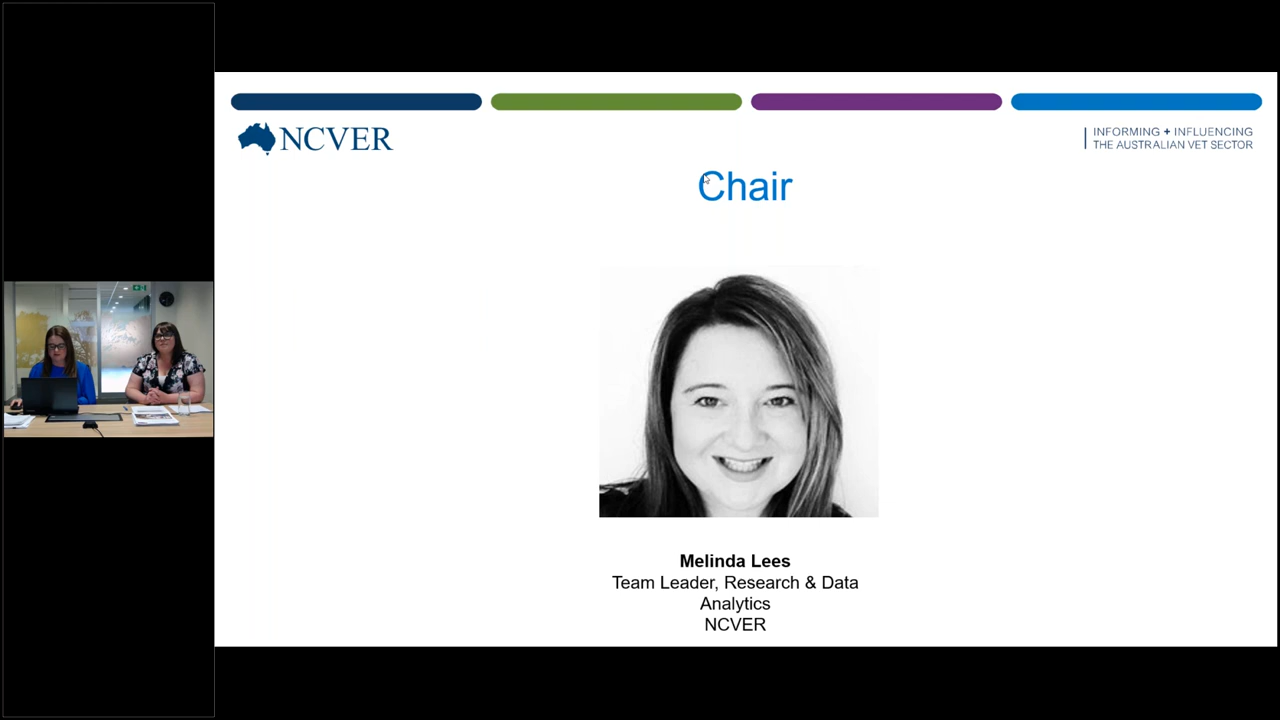 NCVER
INFORMING + INFLUENCING
THE AUSTRALIAN VET SECTOR
Chair
Melinda Lees
Team Leader, Research & Data
Analytics
NCVER